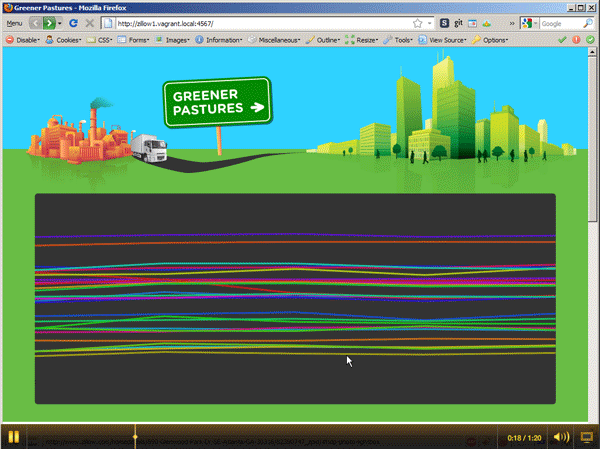 Greener Pastures - Mozilla Firefox
Menu
http://zillow1.vagrant.local:4567/
S
git
Google
Disable
Cookies
CSS
Forms
Images
Information
Miscellaneous
Outline
Resize
Tools
View Source
Options
GREENER
PASTURES
0:18 / 1:20